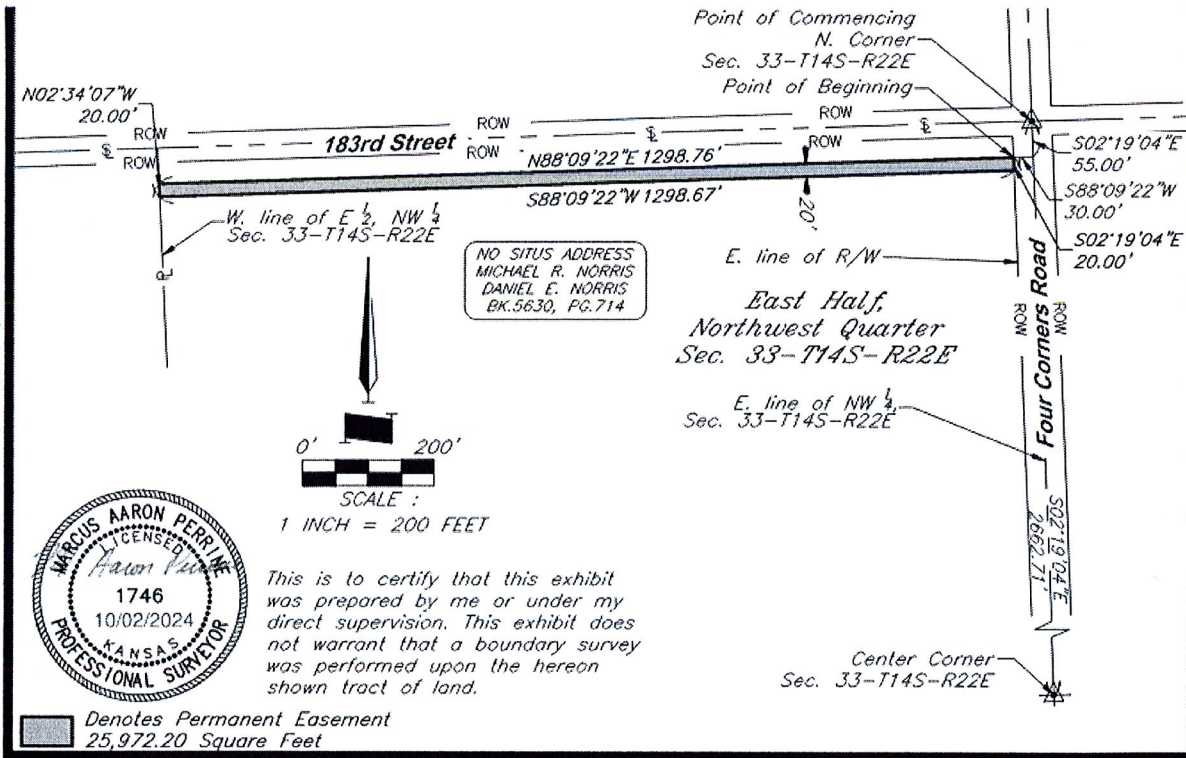 Point of Commencing
N. Corner
Sec. 33-T14S-R22E
Point of Beginning
N02°34'07"W
20.00'
ROW
ROW
ROW
℄
183rd Street
ROW
℄
ROW
℄
ROW
N88°09'22"E 1298.76'
S88°09'22"W 1298.67'
20'
S02°19'04"E
55.00'
S88°09'22"W
30.00'
S02°19'04"E
20.00'
W. line of E ½, NW ¼
Sec. 33-T14S-R22E
NO SITUS ADDRESS
MICHAEL R. NORRIS
DANIEL E. NORRIS
BK.5630, PG.714
E. line of R/W
East Half,
Northwest Quarter
Sec. 33-T14S-R22E
E. line of NW ¼,
Sec. 33-T14S-R22E
ROW
Four Corners Road
ROW
S02°19'04"E
2662.71'
Center Corner
Sec. 33-T14S-R22E
0' 200'
SCALE :
1 INCH = 200 FEET
MARCUS AARON PERRINE
LICENSED
1746
10/02/2024
KANSAS
PROFESSIONAL SURVEYOR
This is to certify that this exhibit
was prepared by me or under my
direct supervision. This exhibit does
not warrant that a boundary survey
was performed upon the hereon
shown tract of land.
Denotes Permanent Easement
25,972.20 Square Feet